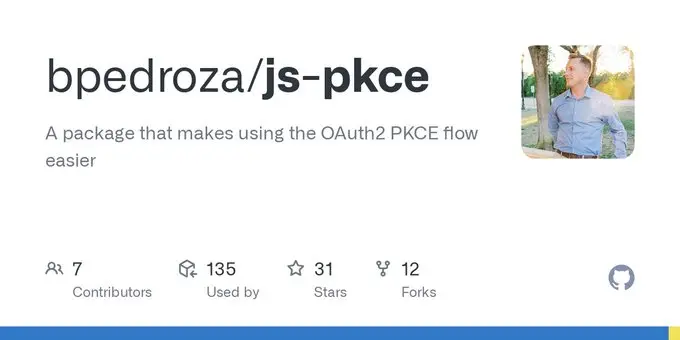 bpedroza/js-pkce
A package that makes using the OAuth2 PKCE flow
easier
7
Contributors
135
Used by
31
Stars
12
Forks